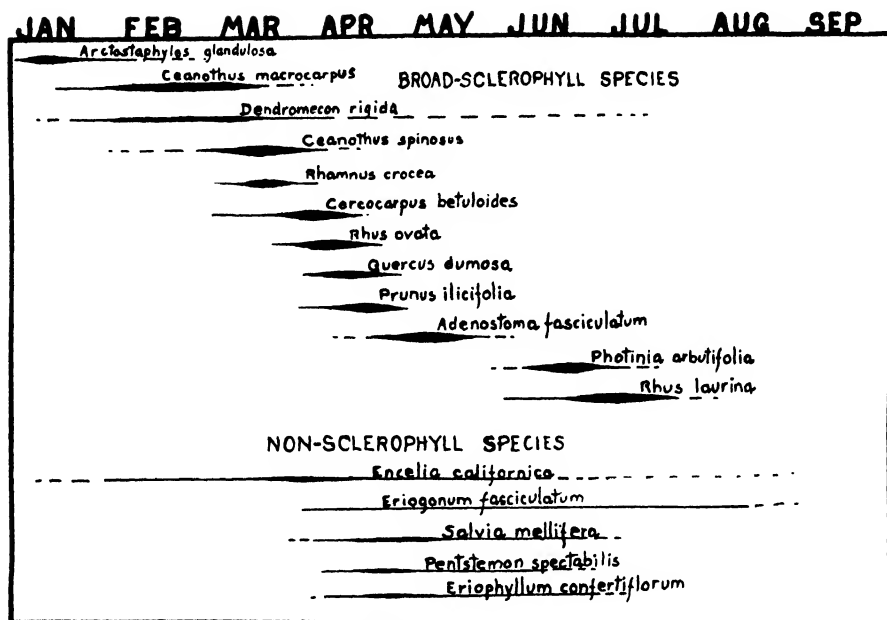 JAN FEB MAR APR MAY JUN JUL AUG SEP
Arctostaphylos glandulosa
Ceanothus macrocarpus
BROAD-SCLEROPHYLL SPECIES
Dendromecon rigida
Ceanothus spinosus
Rhamnus crocea
Cercocarpus betuloides
Rhus ovata
Quercus dumosa
Prunus ilicifolia
Adenostoma fasciculatum
Photinia arbutifolia
Rhus laurina
NON-SCLEROPHYLL SPECIES
Encelia californica
Eriogonum fasciculatum
Salvia mellifera
Pentstemon spectabilis
Eriophyllum confertiflorum